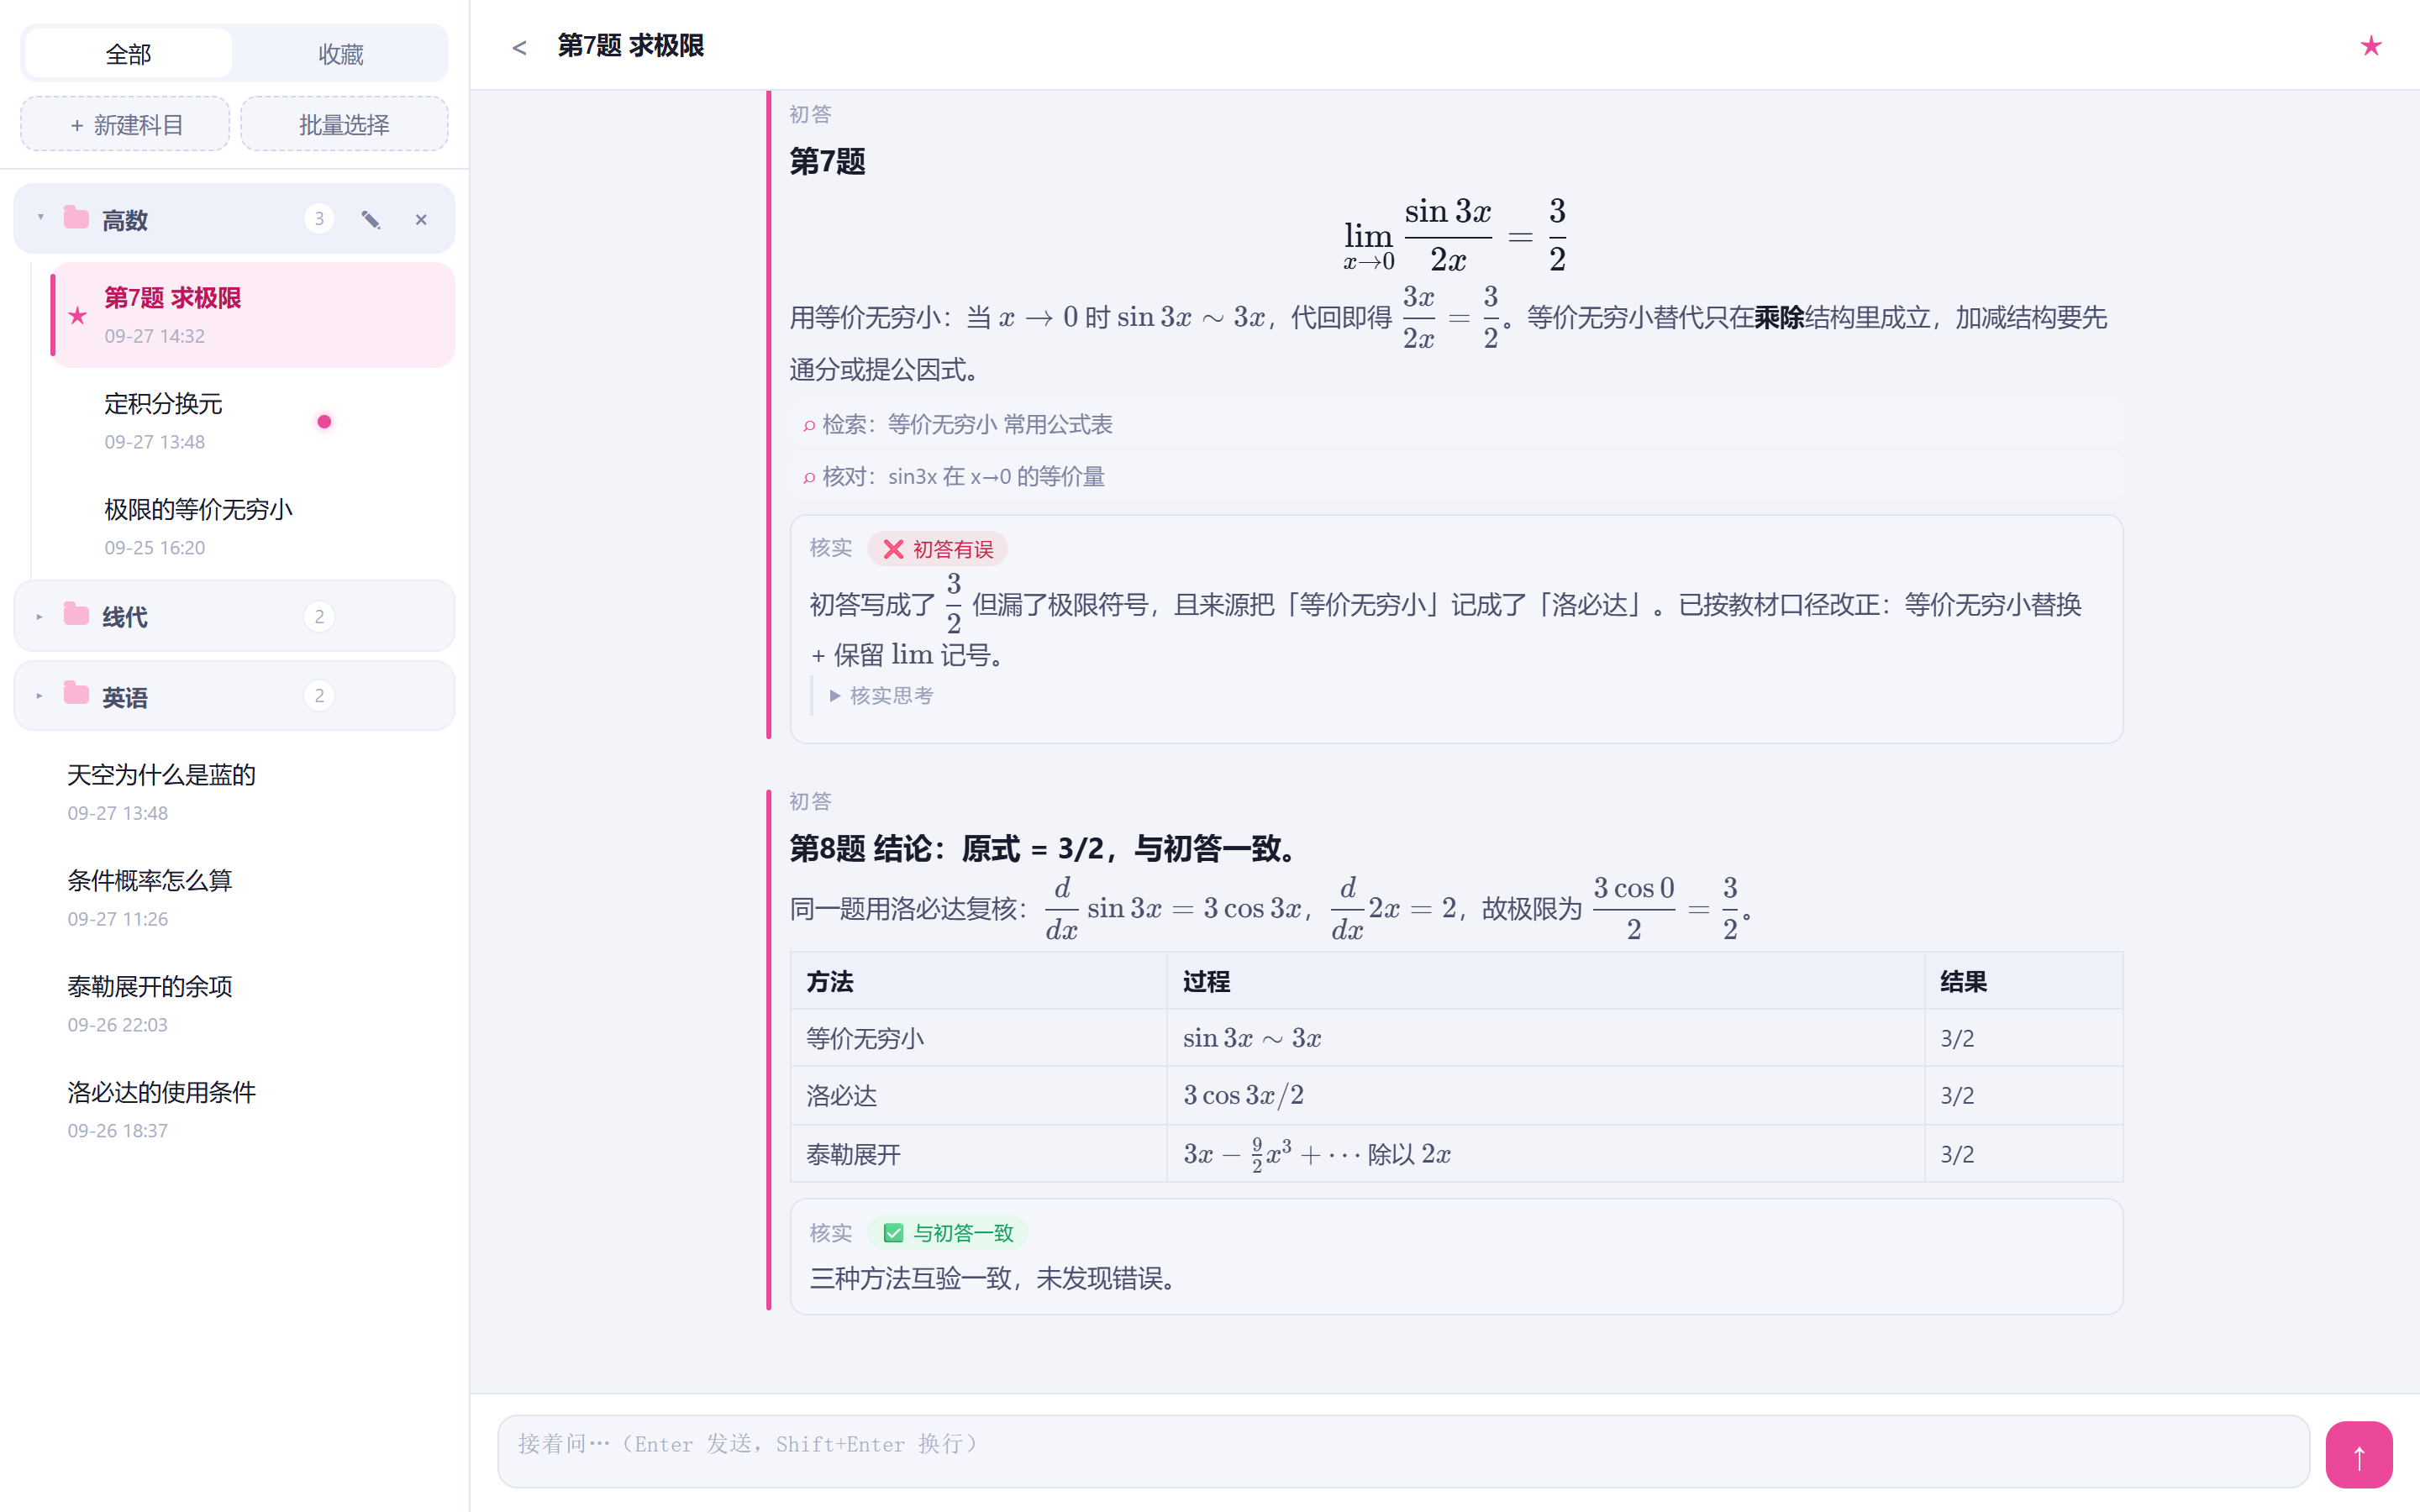 全部
收藏
+ 新建科目
批量选择
高数
3
第7题 求极限
09-27 14:32
定积分换元
09-27 13:48
极限的等价无穷小
09-25 16:20
线代
2
英语
2
天空为什么是蓝的
09-27 13:48
条件概率怎么算
09-27 11:26
泰勒展开的余项
09-26 22:03
洛必达的使用条件
09-26 18:37
< 第7题 求极限
初答
第7题
lim_{x→0} \frac{sin 3x}{2x} = \frac{3}{2}
用等价无穷小：当 x → 0 时 sin 3x ~ 3x，代回即得 \frac{3x}{2x} = \frac{3}{2}。等价无穷小替代只在乘除结构里成立，加减结构要先
通分或提公因式。
检索：等价无穷小 常用公式表
核对：sin3x 在 x→0 的等价量
核实 ❌ 初答有误
初答写成了 \frac{3}{2} 但漏了极限符号，且来源把「等价无穷小」记成了「洛必达」。已按教材口径改正：等价无穷小替换
+ 保留 lim 记号。
▶ 核实思考
初答
第8题 结论：原式 = 3/2，与初答一致。
同一题用洛必达复核：\frac{d}{dx} sin 3x = 3 cos 3x，\frac{d}{dx} 2x = 2，故极限为 \frac{3 cos 0}{2} = \frac{3}{2}。
方法 过程 结果
等价无穷小 sin 3x ~ 3x 3/2
洛必达 3 cos 3x/2 3/2
泰勒展开 3x − \frac{9}{2}x³ + ⋯ 除以 2x 3/2
核实 ✅ 与初答一致
三种方法互验一致，未发现错误。
接着问…（Enter 发送，Shift+Enter 换行）
↑